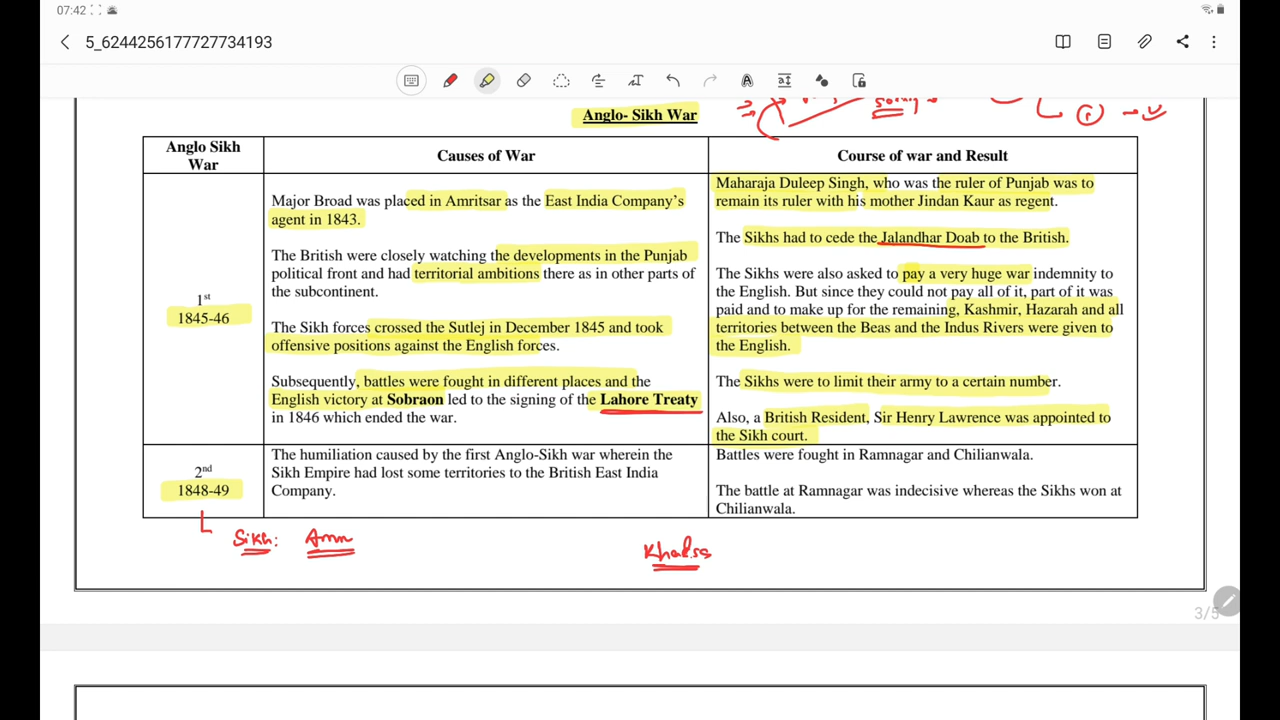 07:42
5_6244256177727734193
Anglo- Sikh War
Anglo Sikh
War
Causes of War
Course of war and Result
1st
1845-46
Major Broad was placed in Amritsar as the East India Company's
agent in 1843.
The British were closely watching the developments in the Punjab
political front and had territorial ambitions there as in other parts of
the subcontinent.
The Sikh forces crossed the Sutlej in December 1845 and took
offensive positions against the English forces.
Subsequently, battles were fought in different places and the
English victory at Sobraon led to the signing of the Lahore Treaty
in 1846 which ended the war.
Maharaja Duleep Singh, who was the ruler of Punjab was to
remain its ruler with his mother Jindan Kaur as regent.
The Sikhs had to cede the Jalandhar Doab to the British.
The Sikhs were also asked to pay a very huge war indemnity to
the English. But since they could not pay all of it, part of it was
paid and to make up for the remaining, Kashmir, Hazarah and all
territories between the Beas and the Indus Rivers were given to
the English.
The Sikhs were to limit their army to a certain number.
Also, a British Resident, Sir Henry Lawrence was appointed to
the Sikh court.
2nd
1848-49
The humiliation caused by the first Anglo-Sikh war wherein the
Sikh Empire had lost some territories to the British East India
Company.
Battles were fought in Ramnagar and Chilianwala.
The battle at Ramnagar was indecisive whereas the Sikhs won at
Chilianwala.
Sikh:
Khalsa
3/5